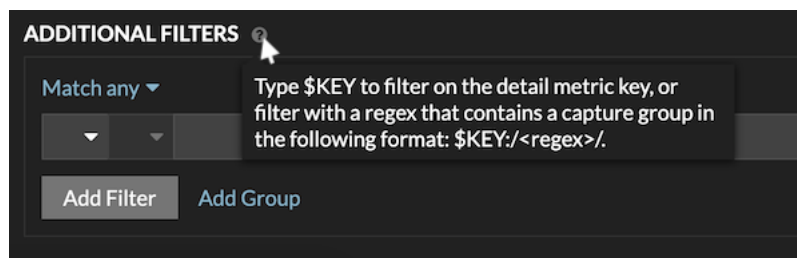 ADDITIONAL FILTERS ?
Match any
Type $KEY to filter on the detail metric key, or
filter with a regex that contains a capture group in
the following format: $KEY:/<regex>/.
Add Filter Add Group